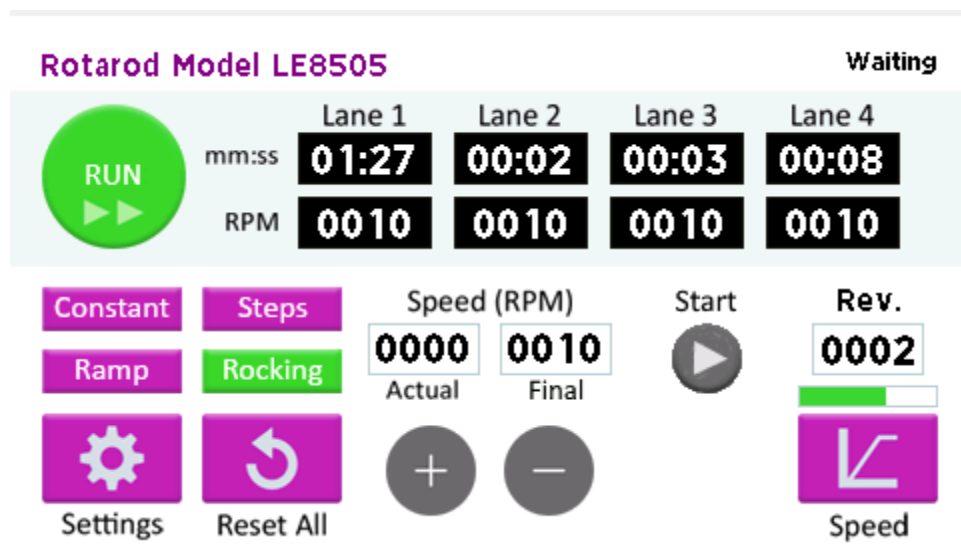 Rotarod Model LE8505 Waiting
Lane 1 Lane 2 Lane 3 Lane 4
RUN mm:ss 01:27 00:02 00:03 00:08
RPM 0010 0010 0010 0010
Constant Steps Speed (RPM) Start Rev.
0000 0010 0002
Ramp Rocking Actual Final
Settings Reset All Speed